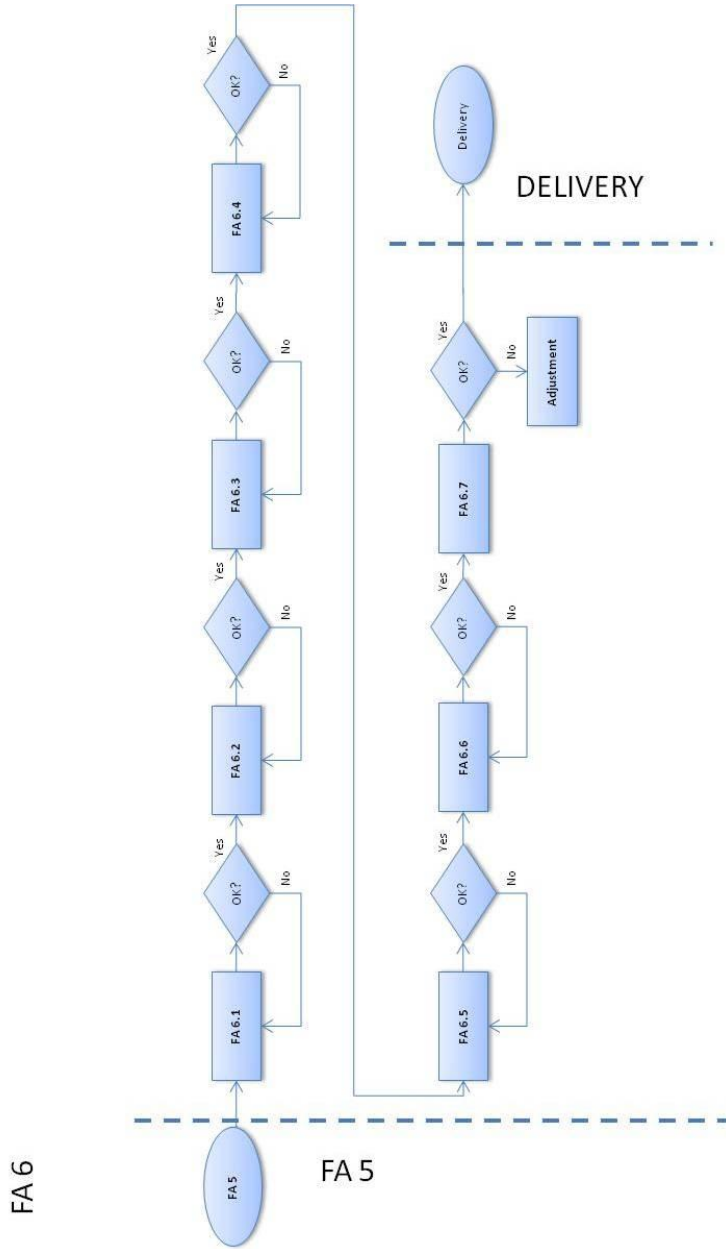 FA 6
FA 5
FA 6.1
OK?
Yes
No
FA 6.2
OK?
Yes
No
FA 6.3
OK?
Yes
No
FA 6.4
OK?
Yes
No
FA 5
FA 6.5
OK?
Yes
No
FA 6.6
OK?
Yes
No
FA 6.7
OK?
Yes
No
Adjustment
Delivery
DELIVERY